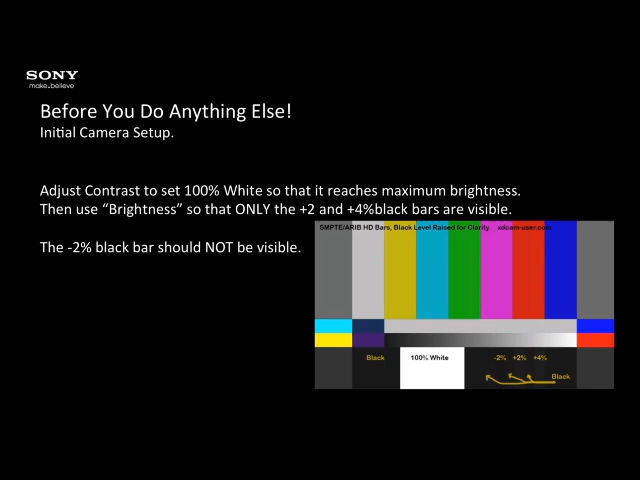 SONY
make.believe
Before You Do Anything Else!
Initial Camera Setup.
Adjust Contrast to set 100% White so that it reaches maximum brightness.
Then use “Brightness” so that ONLY the +2 and +4%black bars are visible.
The -2% black bar should NOT be visible.
SMPTE/ARIB HD Bars, Black Level Raised for Clarity xdcam-user.com
Black 100% White -2% +2% +4%
Black